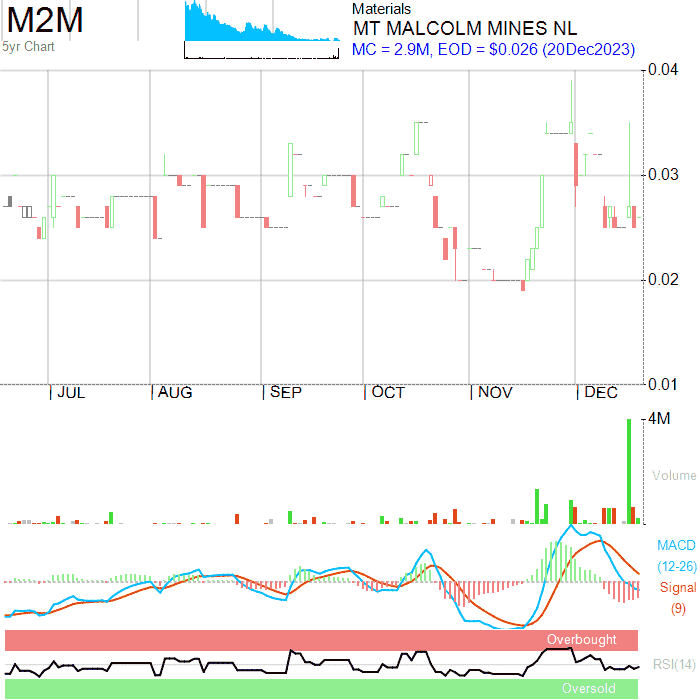 M2M
5yr Chart
Materials
MT MALCOLM MINES NL
MC = 2.9M, EOD = $0.026 (20Dec2023)
0.04
0.03
0.02
0.01
JUL AUG SEP OCT NOV DEC
4M
Volume
MACD
(12-26)
Signal
(9)
Overbought
RSI(14)
Oversold